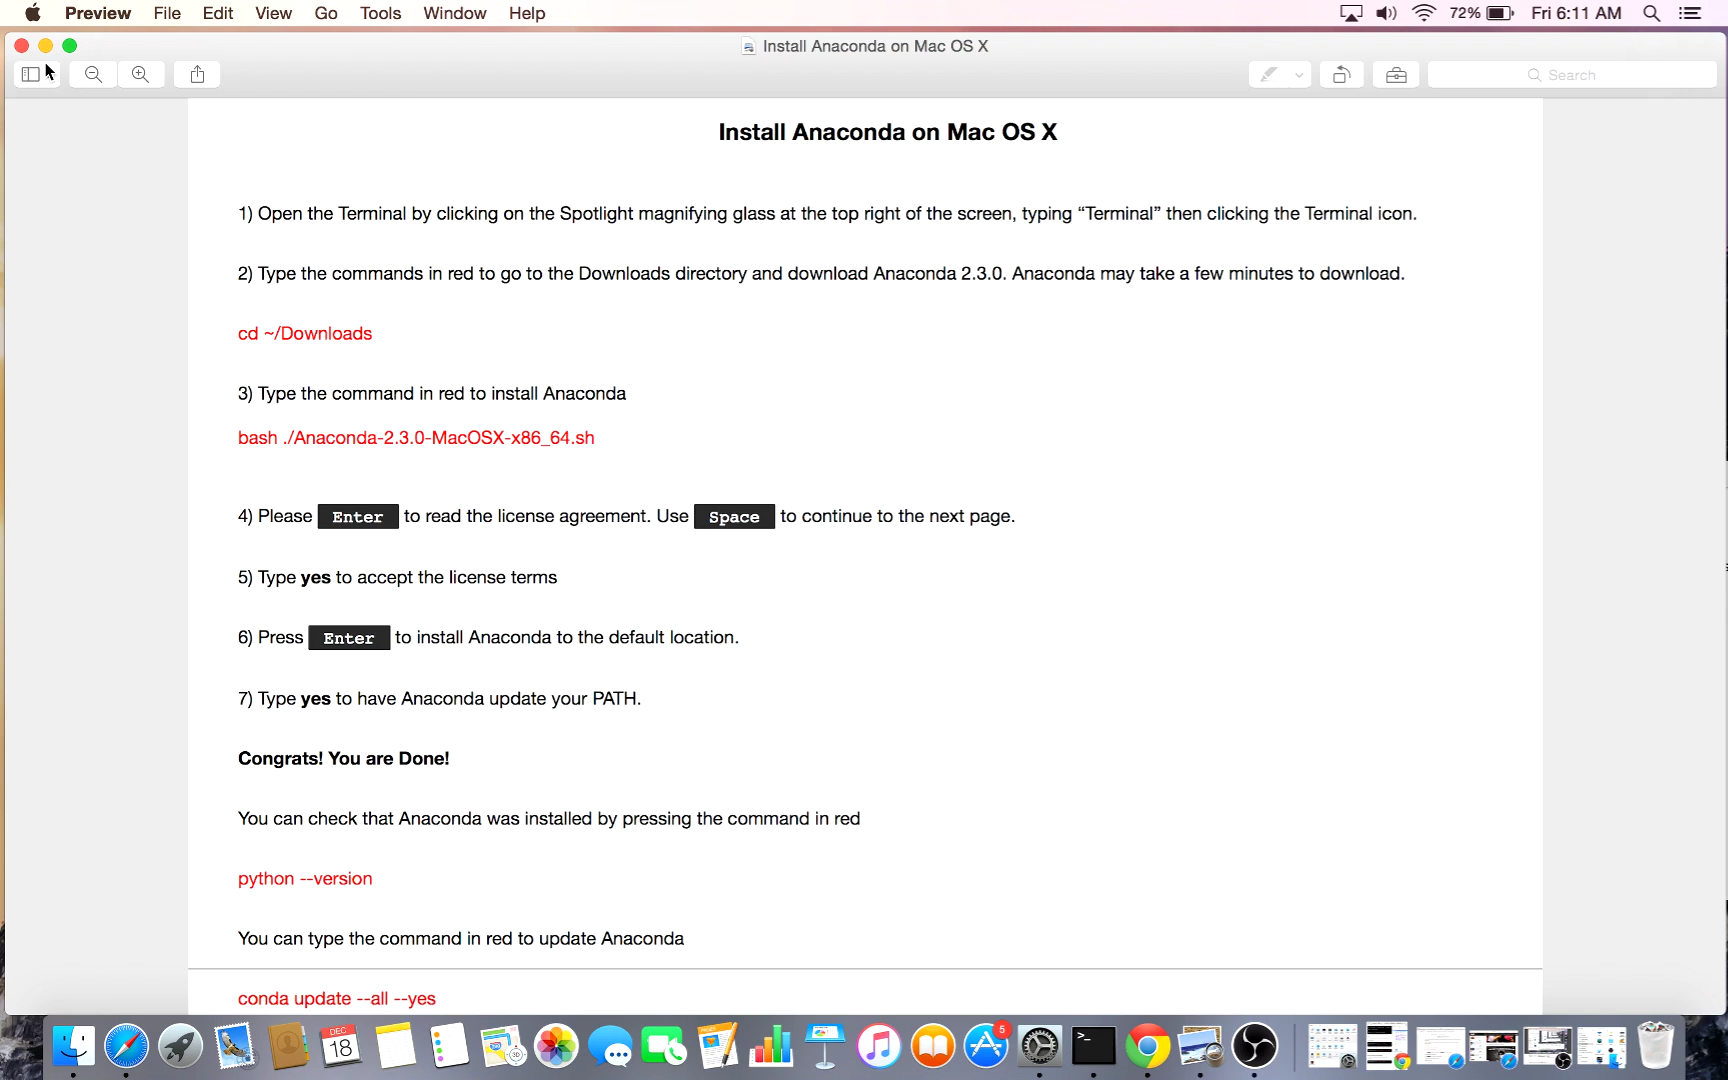 Preview File Edit View Go Tools Window Help 72% Fri 6:11 AM
Install Anaconda on Mac OS X
Search
Install Anaconda on Mac OS X
1) Open the Terminal by clicking on the Spotlight magnifying glass at the top right of the screen, typing “Terminal” then clicking the Terminal icon.
2) Type the commands in red to go to the Downloads directory and download Anaconda 2.3.0. Anaconda may take a few minutes to download.
cd ~/Downloads
3) Type the command in red to install Anaconda
bash ./Anaconda-2.3.0-MacOSX-x86_64.sh
4) Please Enter to read the license agreement. Use Space to continue to the next page.
5) Type yes to accept the license terms
6) Press Enter to install Anaconda to the default location.
7) Type yes to have Anaconda update your PATH.
Congrats! You are Done!
You can check that Anaconda was installed by pressing the command in red
python --version
You can type the command in red to update Anaconda
conda update --all --yes
DEC
18
3D
PAGES
5
>_